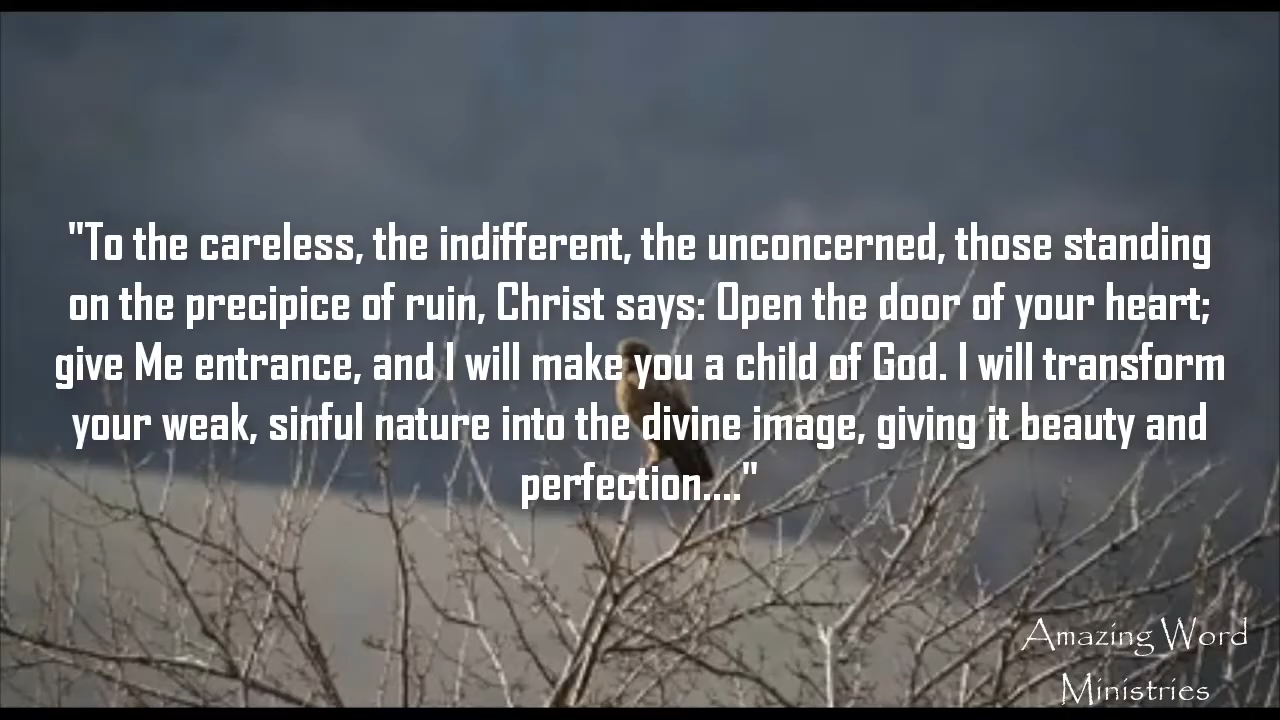 "To the careless, the indifferent, the unconcerned, those standing
on the precipice of ruin, Christ says: Open the door of your heart;
give Me entrance, and I will make you a child of God. I will transform
your weak, sinful nature into the divine image, giving it beauty and
perfection...."
Amazing Word
Ministries